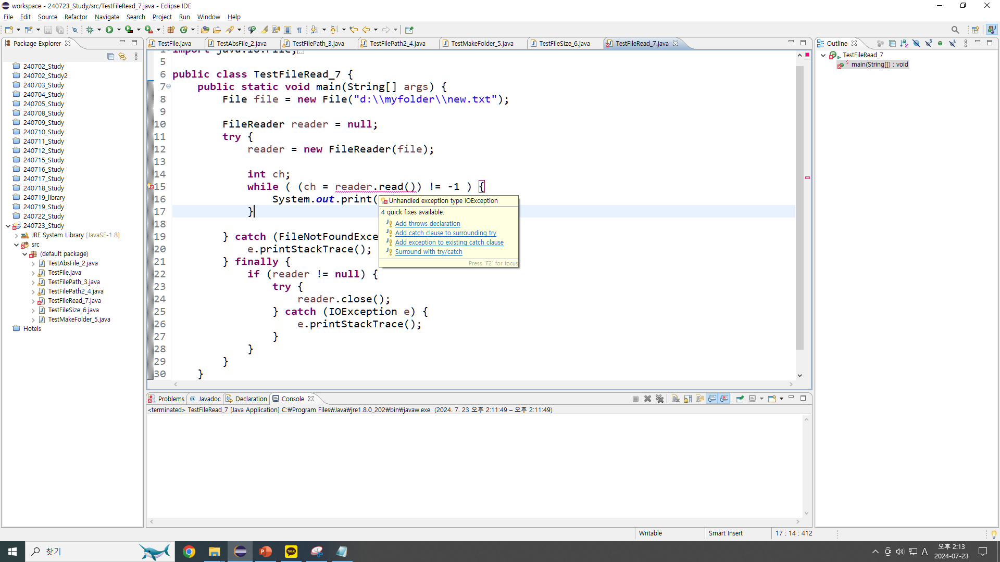 workspace - 240723_Study/src/TestFileRead_7.java - Eclipse IDE
File Edit Source Refactor Navigate Search Project Run Window Help
Package Explorer
TestFile.java TestAbsFile_2.java TestFilePath_3.java TestFilePath2_4.java TestMakeFolder_5.java TestFileSize_6.java TestFileRead_7.java
Outline
TestFileRead_7
main(String[]) : void
240702_Study
240702_Study2
240703_Study
240704_Study
240705_Study
240708_Study
240709_Study
240710_Study
240711_Study
240712_Study
240715_Study
240716_Study
240717_Study
240718_Study
240719_library
240719_Study
240722_Study
240723_Study
JRE System Library [JavaSE-1.8]
src
(default package)
TestAbsFile_2.java
TestFile.java
TestFilePath_3.java
TestFilePath2_4.java
TestFileRead_7.java
TestFileSize_6.java
TestMakeFolder_5.java
Hotels
import java.io.File;
5
6 public class TestFileRead_7 {
7 public static void main(String[] args) {
8 File file = new File("d:\\myfolder\\new.txt");
9
10 FileReader reader = null;
11 try {
12 reader = new FileReader(file);
13
14 int ch;
15 while ( (ch = reader.read()) != -1 ) {
16 System.out.print(
17 }
18
19 } catch (FileNotFoundExce
20 e.printStackTrace();
21 } finally {
22 if (reader != null) {
23 try {
24 reader.close();
25 } catch (IOException e) {
26 e.printStackTrace();
27 }
28 }
29 }
30 }
Unhandled exception type IOException
4 quick fixes available:
Add throws declaration
Add catch clause to surrounding try
Add exception to existing catch clause
Surround with try/catch
Press 'F2' for focus
Problems Javadoc Declaration Console
<terminated> TestFileRead_7 [Java Application] C:₩Program Files₩Java₩jre1.8.0_202₩bin₩javaw.exe (2024. 7. 23 오후 2:11:49 – 오후 2:11:49)
Writable Smart Insert 17 : 14 : 412
찾기
TALK
A
오후 2:13
2024-07-23